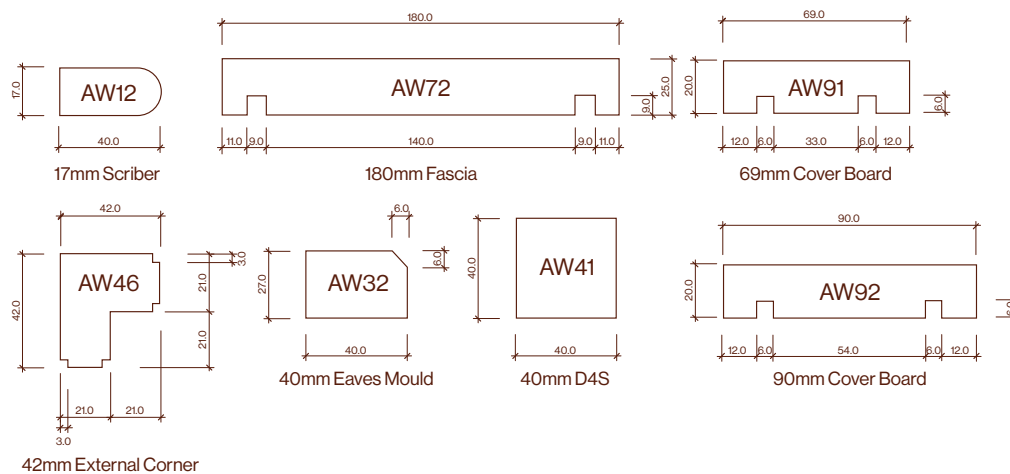 180.0
69.0
17.0
AW12
AW72
9.0
25.0
20.0
AW91
6.0
40.0
11.0 9.0 140.0 9.0 11.0
12.0 6.0 33.0 6.0 12.0
17mm Scriber
180mm Fascia
69mm Cover Board
42.0
6.0
90.0
42.0
AW46
3.0
21.0
21.0
27.0
AW32
6.0
40.0
AW41
20.0
AW92
6.0
40.0
40.0
12.0 6.0 54.0 6.0 12.0
40mm Eaves Mould
40mm D4S
90mm Cover Board
21.0 21.0
3.0
42mm External Corner